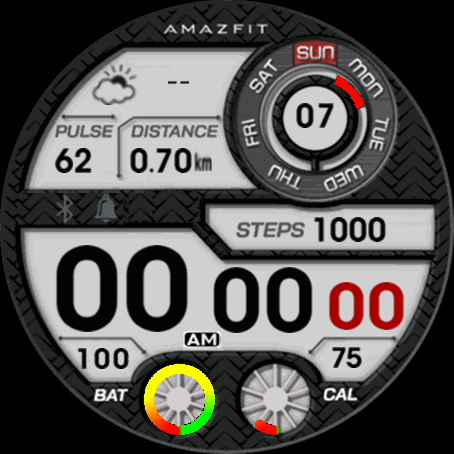 AMAZFIT
--
PULSE
62
DISTANCE
0.70km
SUN
MON
TUE
WED
THU
FRI
SAT
07
STEPS 1000
00 00 00
AM
100
BAT
75
CAL